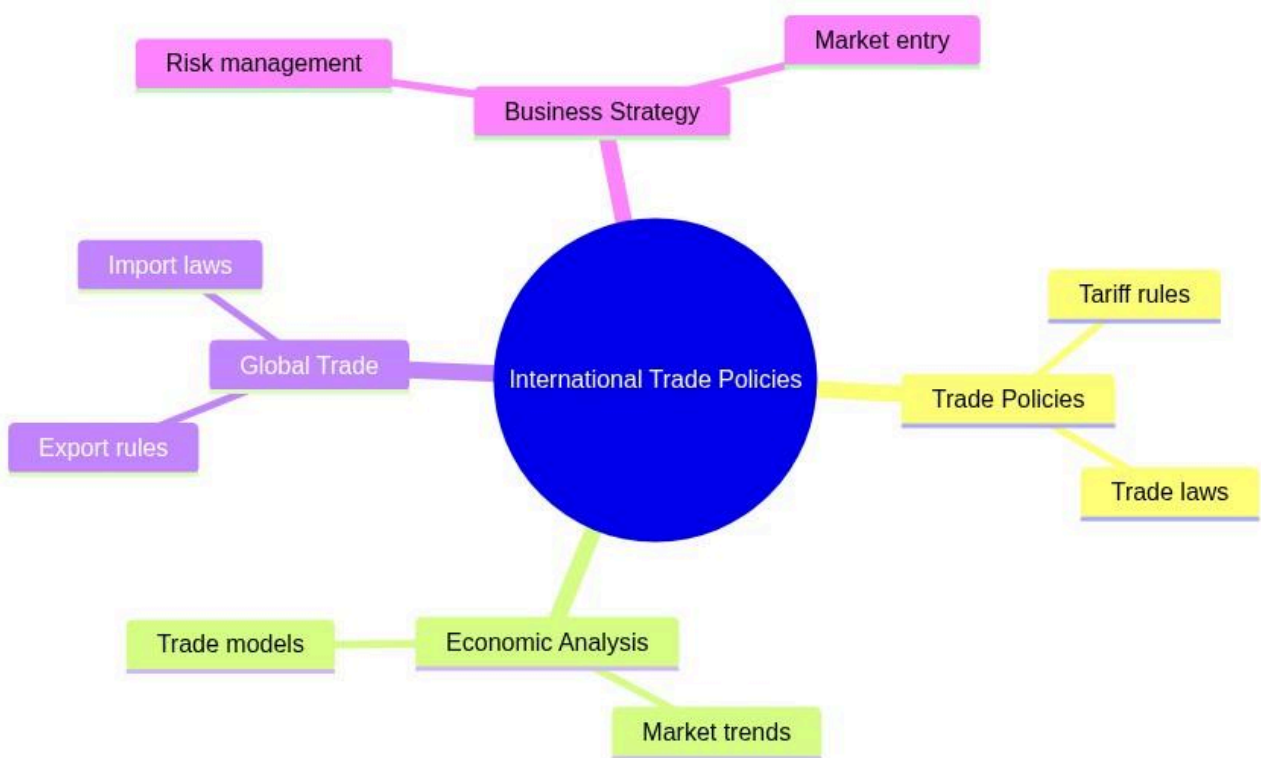 Market entry
Risk management
Business Strategy
Import laws
Tariff rules
Global Trade
International Trade Policies
Trade Policies
Export rules
Trade laws
Trade models
Economic Analysis
Market trends